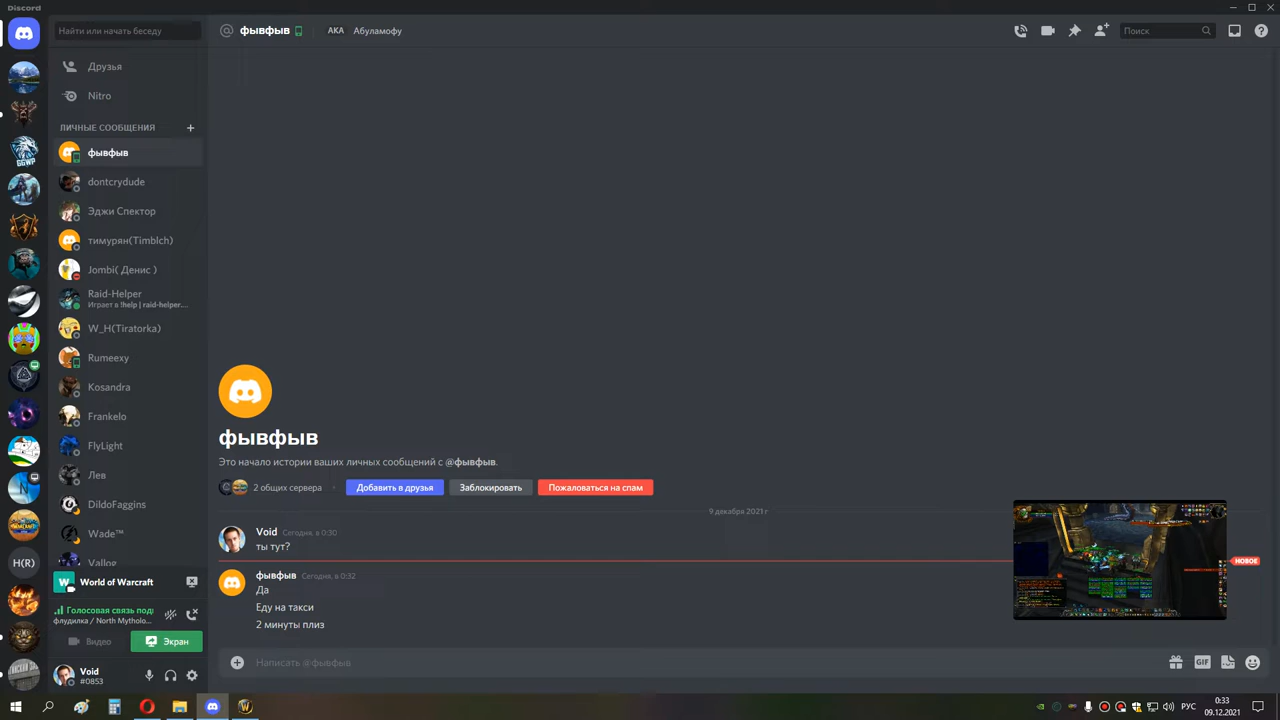 Discord
Найти или начать беседу
фывфыв
AKA Абуламофу
Поиск
Друзья
Nitro
ЛИЧНЫЕ СООБЩЕНИЯ
фывфыв
dontcrydude
Эджи Спектор
тимурян(Timblch)
Jombi( Денис )
Raid-Helper
Играет в !help | raid-helper...
W_H(Tiratorka)
Rumeexy
Kosandra
Frankelo
FlyLight
Лев
DildoFaggins
Wade™
Vallog
GGWP
H(R)
World of Warcraft
Голосовая связь под
флудилка / North Mytholo...
Видео
Экран
Void
#0853
фывфыв
Это начало истории ваших личных сообщений с @фывфыв.
2 общих сервера
Добавить в друзья
Заблокировать
Пожаловаться на спам
9 декабря 2021 г
Void Сегодня, в 0:30
ты тут?
НОВОЕ
фывфыв Сегодня, в 0:32
Да
Еду на такси
2 минуты плиз
Написать @фывфыв
GIF
РУС
0:33
09.12.2021